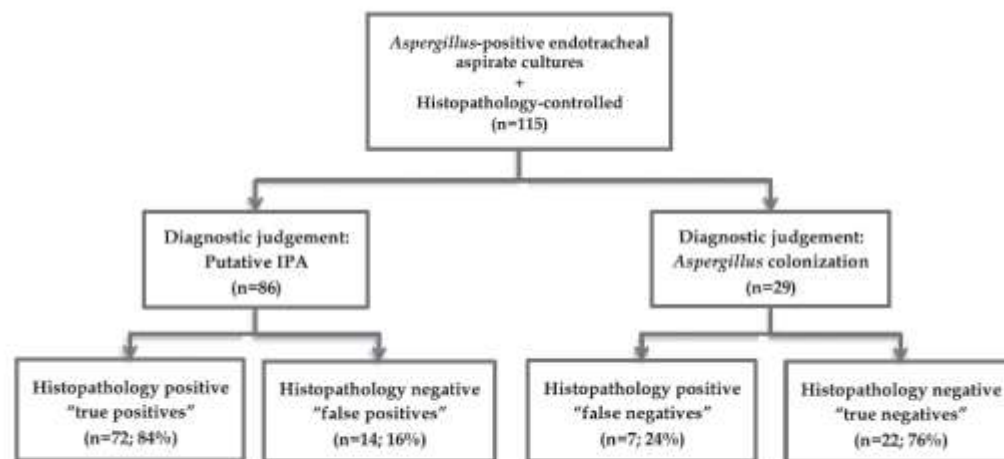 Aspergillus-positive endotracheal
aspirate cultures
+
Histopathology-controlled
(n=115)
Diagnostic judgement:
Putative IPA
(n=86)
Diagnostic judgement:
Aspergillus colonization
(n=29)
Histopathology positive
"true positives"
(n=72; 84%)
Histopathology negative
"false positives"
(n=14; 16%)
Histopathology positive
"false negatives"
(n=7; 24%)
Histopathology negative
"true negatives"
(n=22; 76%)